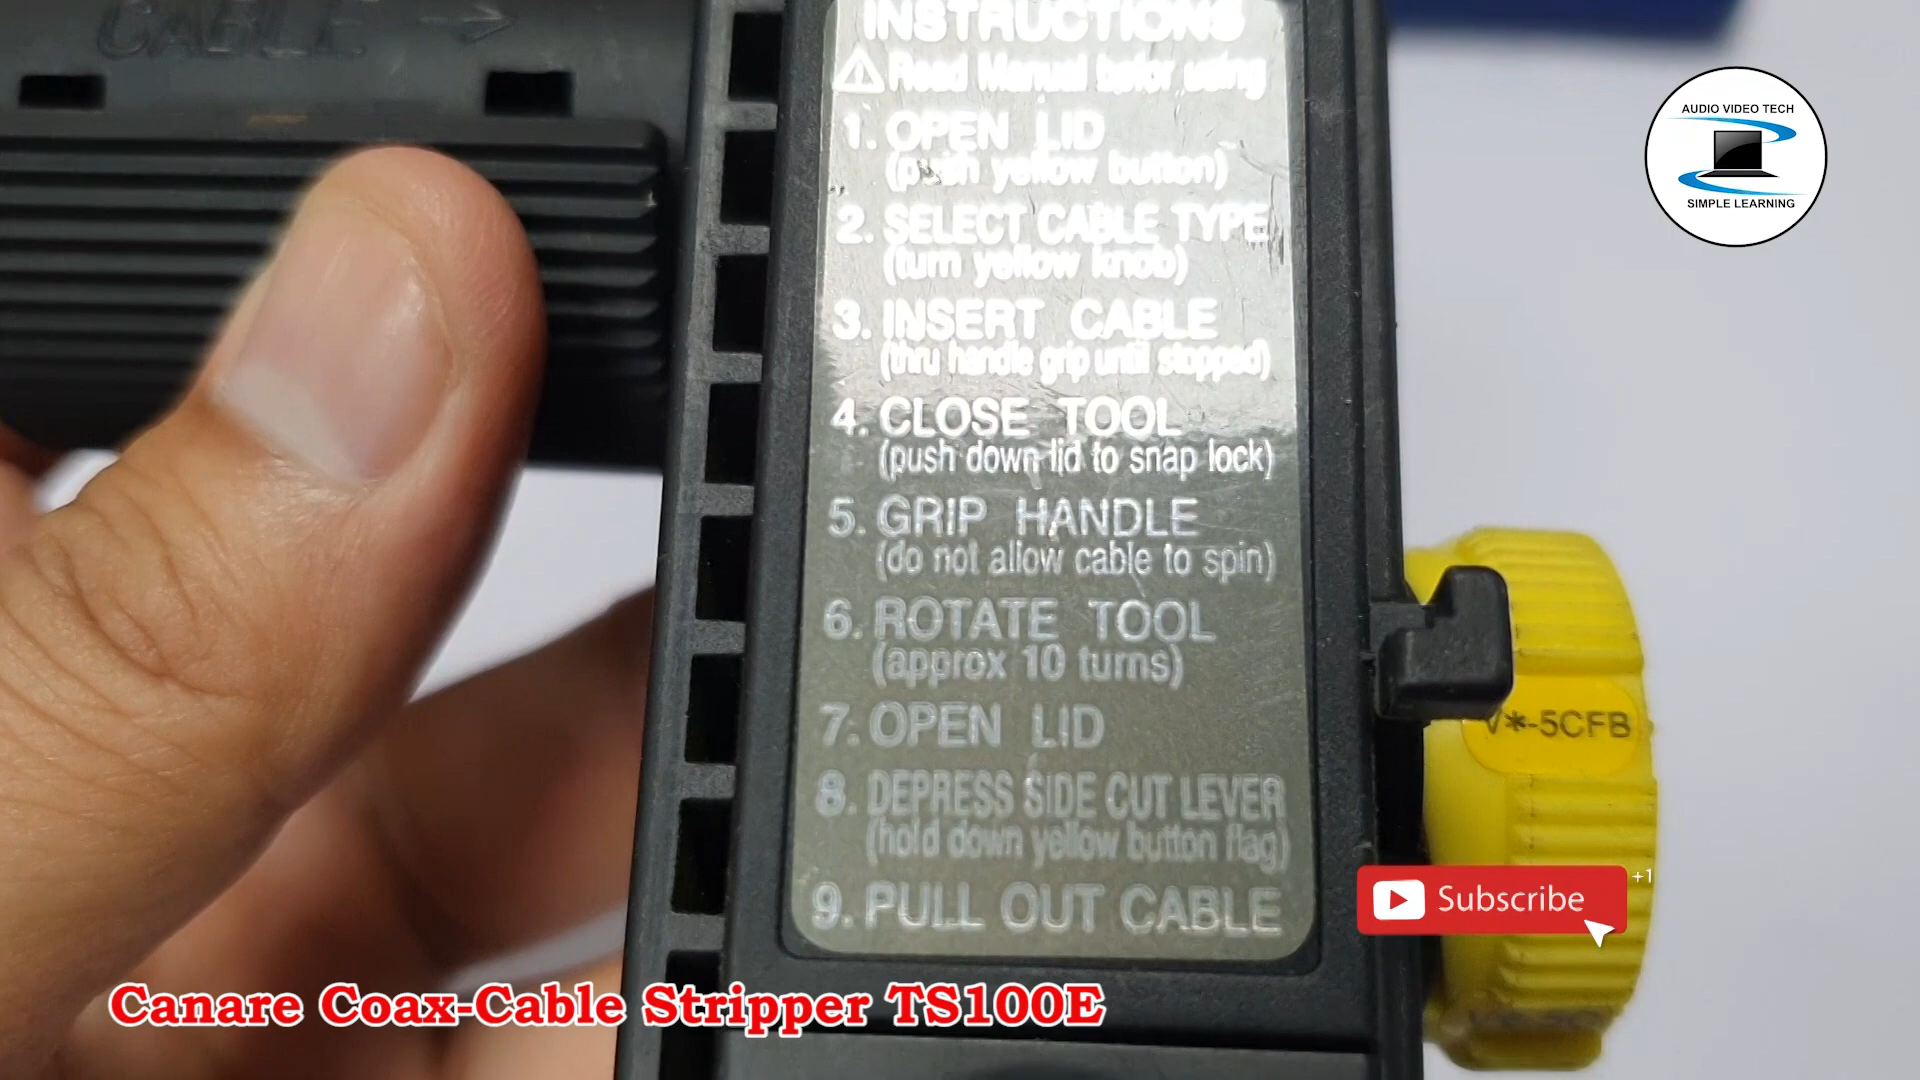 CABLE →
INSTRUCTIONS
Read Manual befor using
1. OPEN LID
(push yellow button)
2. SELECT CABLE TYPE
(turn yellow knob)
3. INSERT CABLE
(thru handle grip until stopped)
4. CLOSE TOOL
(push down lid to snap lock)
5. GRIP HANDLE
(do not allow cable to spin)
6. ROTATE TOOL
(approx 10 turns)
7. OPEN LID
8. DEPRESS SIDE CUT LEVER
(hold down yellow button flag)
9. PULL OUT CABLE
V*-5CFB
AUDIO VIDEO TECH
SIMPLE LEARNING
Subscribe
+1
Canare Coax-Cable Stripper TS100E